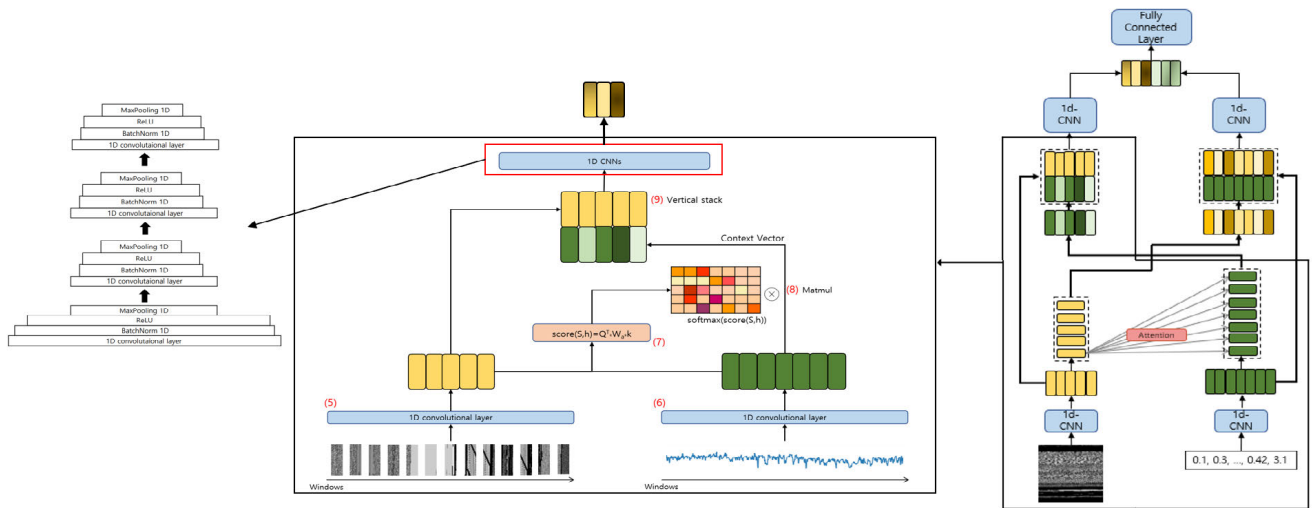 MaxPooling 1D
ReLU
BatchNorm 1D
1D convolutaional layer
MaxPooling 1D
ReLU
BatchNorm 1D
1D convolutaional layer
MaxPooling 1D
ReLU
BatchNorm 1D
1D convolutaional layer
MaxPooling 1D
ReLU
BatchNorm 1D
1D convolutaional layer
1D CNNs
(9) Vertical stack
Context Vector
(8) Matmul
softmax(score(S,h))
score(S,h)=Qᵀ·Wₐ·k
(7)
(5)
1D convolutional layer
(6)
1D convolutional layer
Windows
Windows
Fully
Connected
Layer
1d-
CNN
1d-
CNN
Attention
1d-
CNN
1d-
CNN
0.1, 0.3, ..., 0.42, 3.1